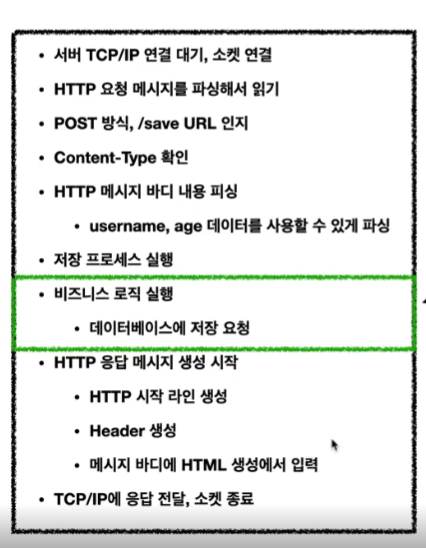 • 서버 TCP/IP 연결 대기, 소켓 연결
• HTTP 요청 메시지를 파싱해서 읽기
• POST 방식, /save URL 인지
• Content-Type 확인
• HTTP 메시지 바디 내용 피싱
• username, age 데이터를 사용할 수 있게 파싱
• 저장 프로세스 실행
• 비즈니스 로직 실행
• 데이터베이스에 저장 요청
• HTTP 응답 메시지 생성 시작
• HTTP 시작 라인 생성
• Header 생성
• 메시지 바디에 HTML 생성에서 입력
• TCP/IP에 응답 전달, 소켓 종료